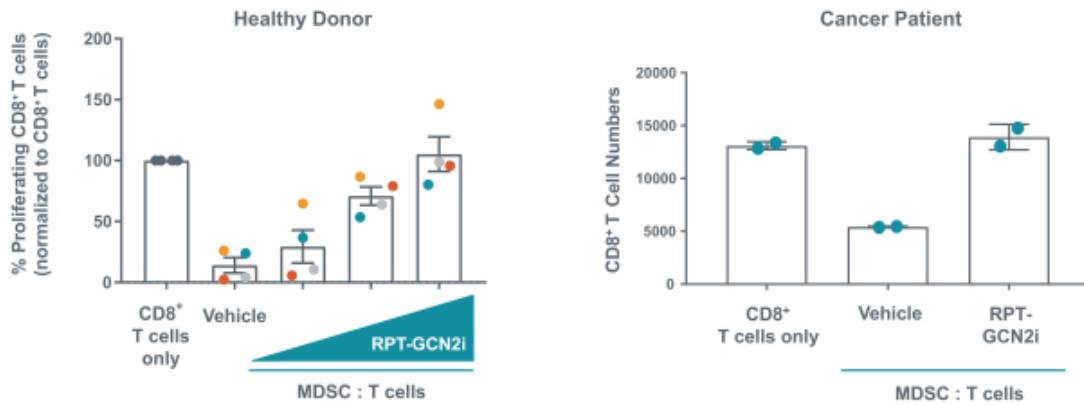 Healthy Donor
% Proliferating CD8⁺ T cells
(normalized to CD8⁺ T cells)
200
150
100
50
0
CD8⁺
T cells
only
Vehicle
RPT-GCN2i
MDSC : T cells
Cancer Patient
CD8⁺ T Cell Numbers
20000
15000
10000
5000
0
CD8⁺
T cells only
Vehicle
RPT-
GCN2i
MDSC : T cells